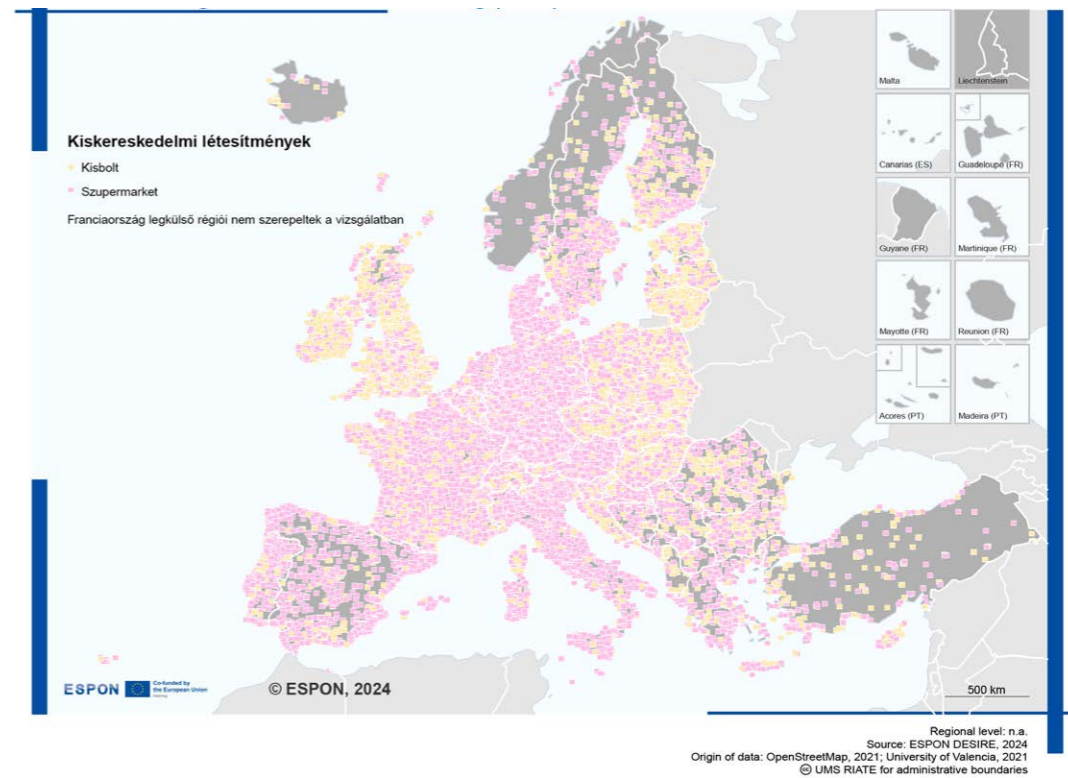 Kiskereskedelmi létesítmények
Kisbolt
Szupermarket
Franciaország legkülső régiói nem szerepeltek a vizsgálatban
Malta
Liechtenstein
Canarias (ES)
Guadeloupe (FR)
Guyane (FR)
Martinique (FR)
Mayotte (FR)
Reunion (FR)
Acores (PT)
Madeira (PT)
ESPON
Co-funded by
the European Union
Interreg
© ESPON, 2024
500 km
Regional level: n.a.
Source: ESPON DESIRE, 2024
Origin of data: OpenStreetMap, 2021; University of Valencia, 2021
UMS RIATE for administrative boundaries